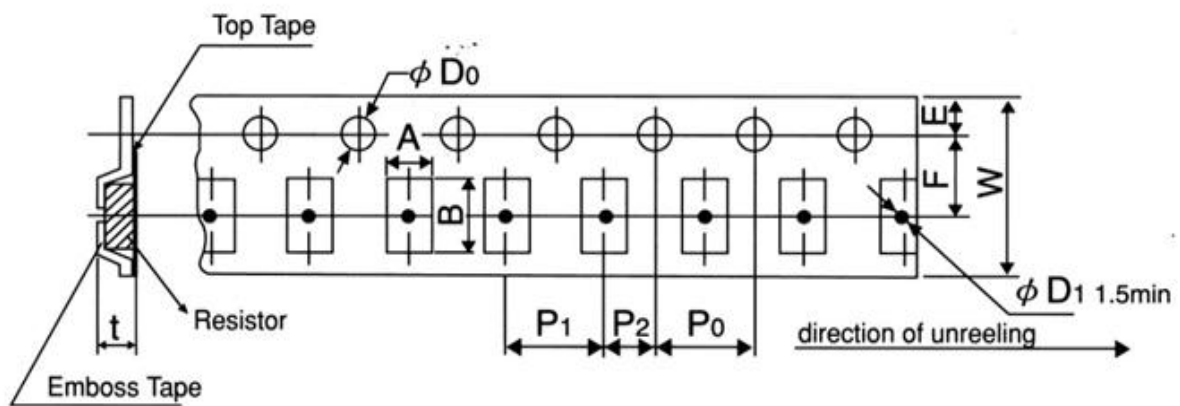 Top Tape
φ D0
A
E
F
W
B
φ D1 1.5min
t
Resistor
P1
P2
P0
direction of unreeling
Emboss Tape